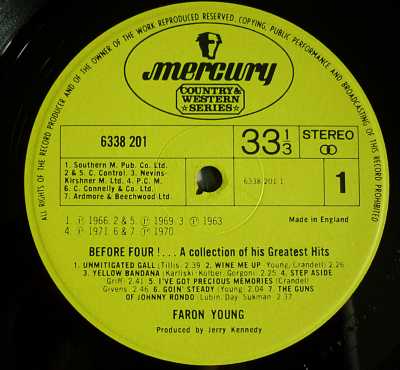 ALL RIGHTS OF THE RECORD PRODUCER AND OF THE OWNER OF THE WORK REPRODUCED RESERVED, COPYING, PUBLIC PERFORMANCE AND BROADCASTING OF THIS RECORD PROHIBITED
mercury
COUNTRY &
WESTERN
SERIES
6338 201
33 1/3
STEREO
1. Southern M. Pub. Co. Ltd.
2 & 5. C. Control. 3. Nevins-
Kirshner M. Ltd. 4. P.C.M.
6. C. Connelly & Co. Ltd.
7. Ardmore & Beechwood Ltd.
6338 201 1
1
1. Ⓟ 1966. 2 & 5. Ⓟ 1969. 3 Ⓟ 1963
4. Ⓟ 1971. 6 & 7 Ⓟ 1970
Made in England
BEFORE FOUR !... A collection of his Greatest Hits
1. UNMITIGATED GALL (Tillis) 2.39 2. WINE ME UP (Young, Crandell) 2.26
3. YELLOW BANDANA (Karliski Kolber, Gorgoni) 2.25 4. STEP ASIDE
Griff 2.41 5. I'VE GOT PRECIOUS MEMORIES (Crandell
Givens 2.46 6. GOIN' STEADY (Young) 2.04 7. THE GUNS
OF JOHNNY RONDO (Lubin, Day, Sukman 2.37
FARON YOUNG
Produced by Jerry Kennedy